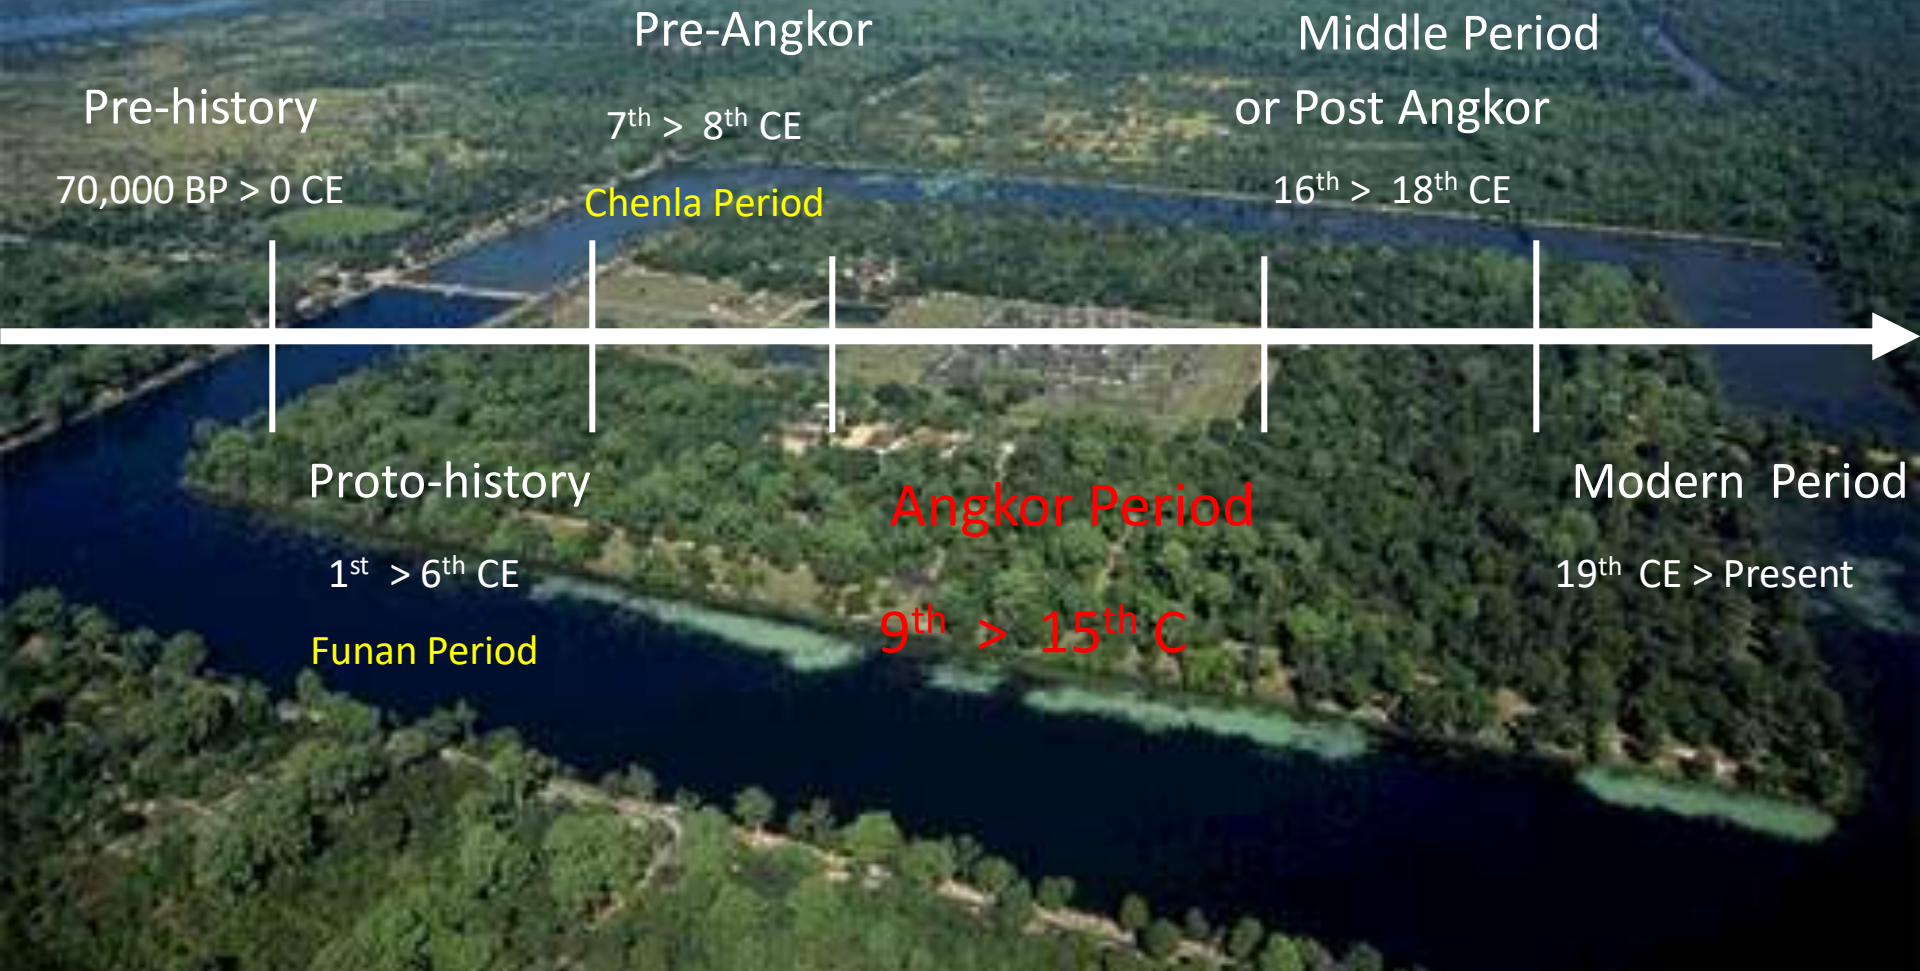 Pre-history
70,000 BP > 0 CE
Proto-history
1st > 6th CE
Funan Period
Pre-Angkor
7th > 8th CE
Chenla Period
Angkor Period
9th > 15th C
Middle Period
or Post Angkor
16th > 18th CE
Modern Period
19th CE > Present